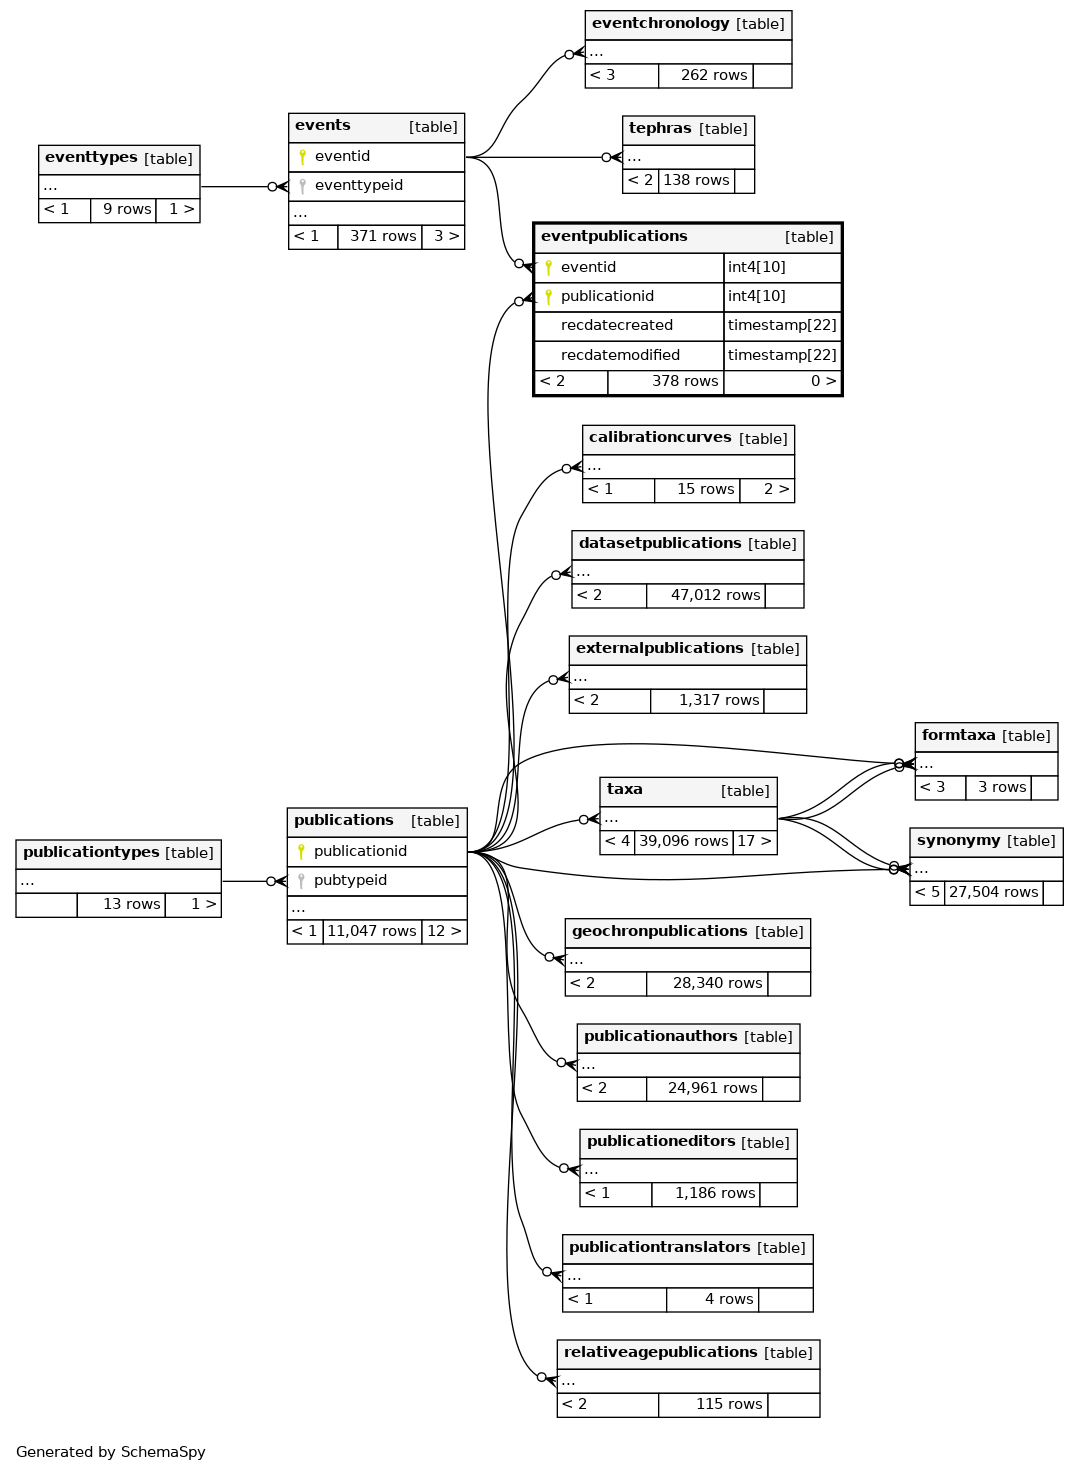 eventchronology [table]
...
< 3 262 rows
tephras [table]
...
< 2 138 rows
events [table]
eventid
eventtypeid
...
< 1 371 rows 3 >
eventtypes [table]
...
< 1 9 rows 1 >
eventpublications [table]
eventid int4[10]
publicationid int4[10]
recdatecreated timestamp[22]
recdatemodified timestamp[22]
< 2 378 rows 0 >
calibrationcurves [table]
...
< 1 15 rows 2 >
datasetpublications [table]
...
< 2 47,012 rows
externalpublications [table]
...
< 2 1,317 rows
formtaxa [table]
...
< 3 3 rows
taxa [table]
...
< 4 39,096 rows 17 >
synonymy [table]
...
< 5 27,504 rows
publications [table]
publicationid
pubtypeid
...
< 1 11,047 rows 12 >
publicationtypes [table]
...
13 rows 1 >
geochronpublications [table]
...
< 2 28,340 rows
publicationauthors [table]
...
< 2 24,961 rows
publicationeditors [table]
...
< 1 1,186 rows
publicationtranslators [table]
...
< 1 4 rows
relativeagepublications [table]
...
< 2 115 rows
Generated by SchemaSpy